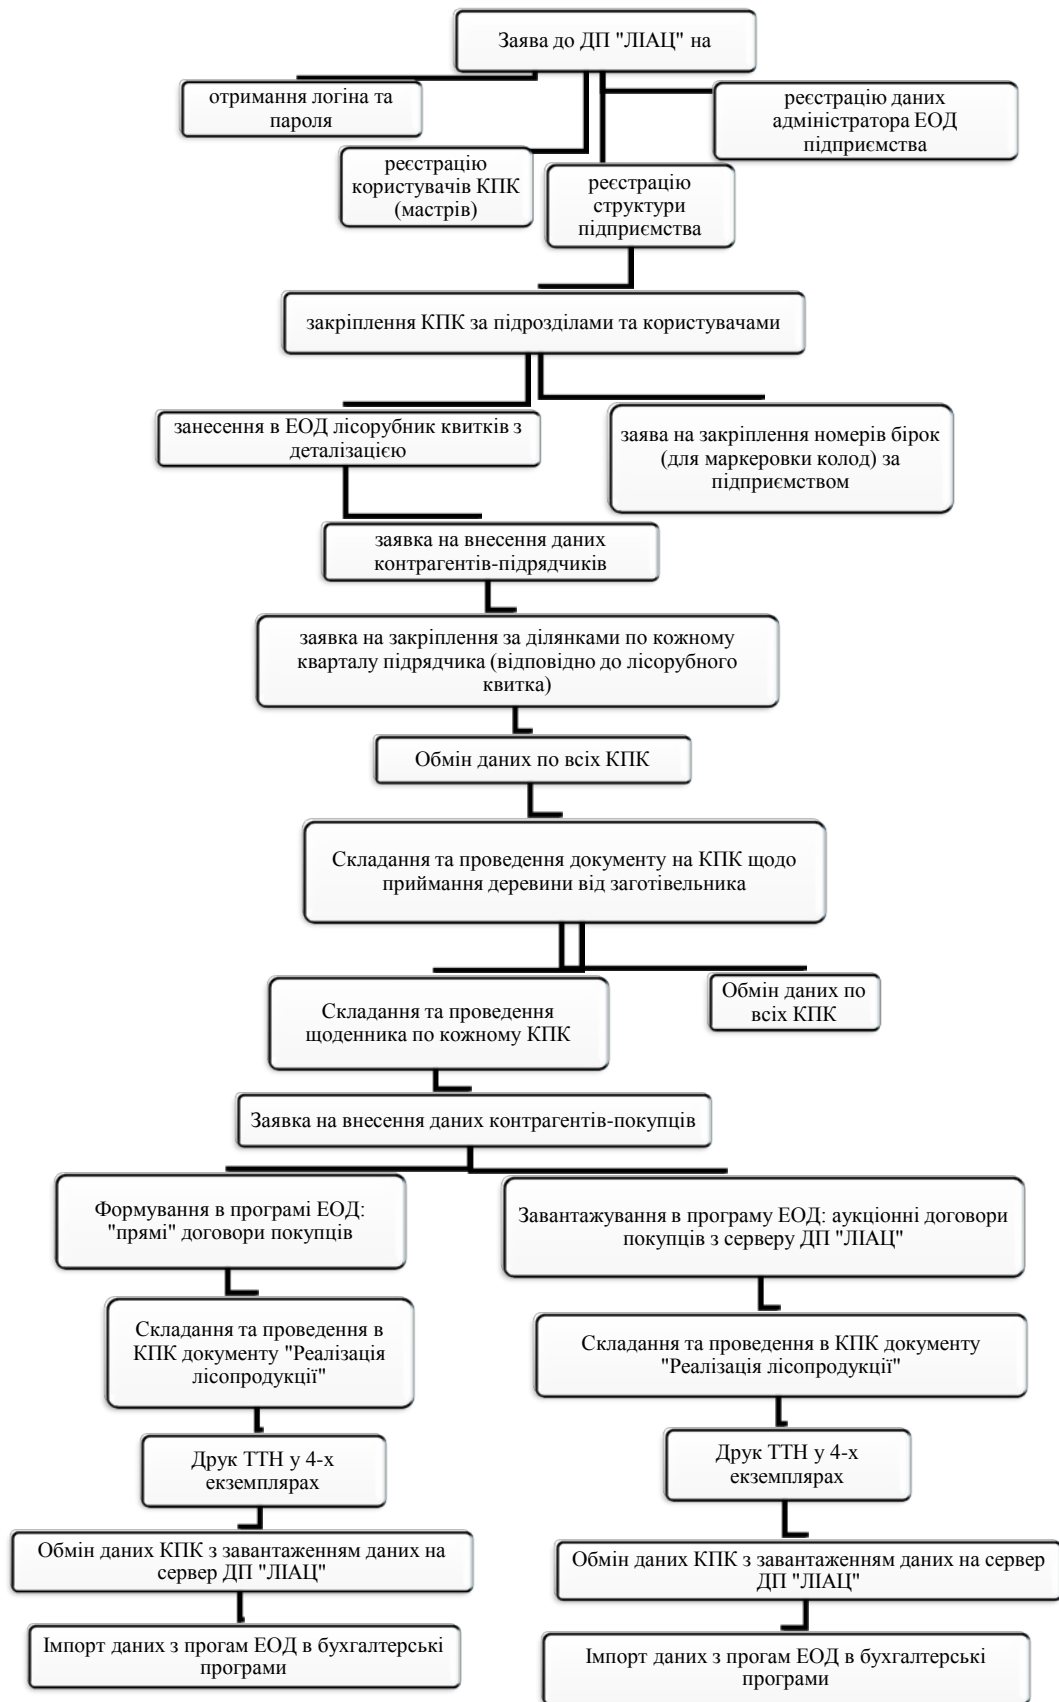 Заява до ДП "ЛІАЦ" на
отримання логіна та
пароля
реєстрацію даних
адміністратора ЕОД
підприємства
реєстрацію
користувачів КПК
(мастрів)
реєстрацію
структури
підприємства
закріплення КПК за підрозділами та користувачами
занесення в ЕОД лісорубник квитків з
деталізацією
заява на закріплення номерів бірок
(для маркеровки колод) за
підприємством
заявка на внесення даних
контрагентів-підрядчиків
заявка на закріплення за ділянками по кожному
кварталу підрядчика (відповідно до лісорубного
квитка)
Обмін даних по всіх КПК
Складання та проведення документу на КПК щодо
приймання деревини від заготівельника
Складання та проведення
щоденника по кожному КПК
Обмін даних по
всіх КПК
Заявка на внесення даних контрагентів-покупців
Формування в програмі ЕОД:
"прямі" договори покупців
Завантажування в програму ЕОД: аукціонні договори
покупців з серверу ДП "ЛІАЦ"
Складання та проведення в
КПК документу "Реалізація
лісопродукції"
Складання та проведення в КПК документу
"Реалізація лісопродукції"
Друк ТТН у 4-х
екземплярах
Друк ТТН у 4-х
екземплярах
Обмін даних КПК з завантаженням даних на
сервер ДП "ЛІАЦ"
Обмін даних КПК з завантаженням даних на сервер
ДП "ЛІАЦ"
Імпорт даних з прогам ЕОД в бухгалтерські
програми
Імпорт даних з прогам ЕОД в бухгалтерські
програми